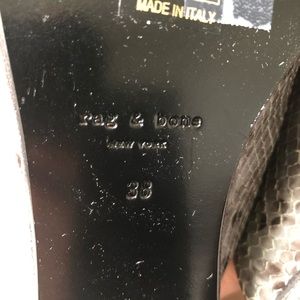 MADE IN ITALY
rag & bone
NEW YORK
38